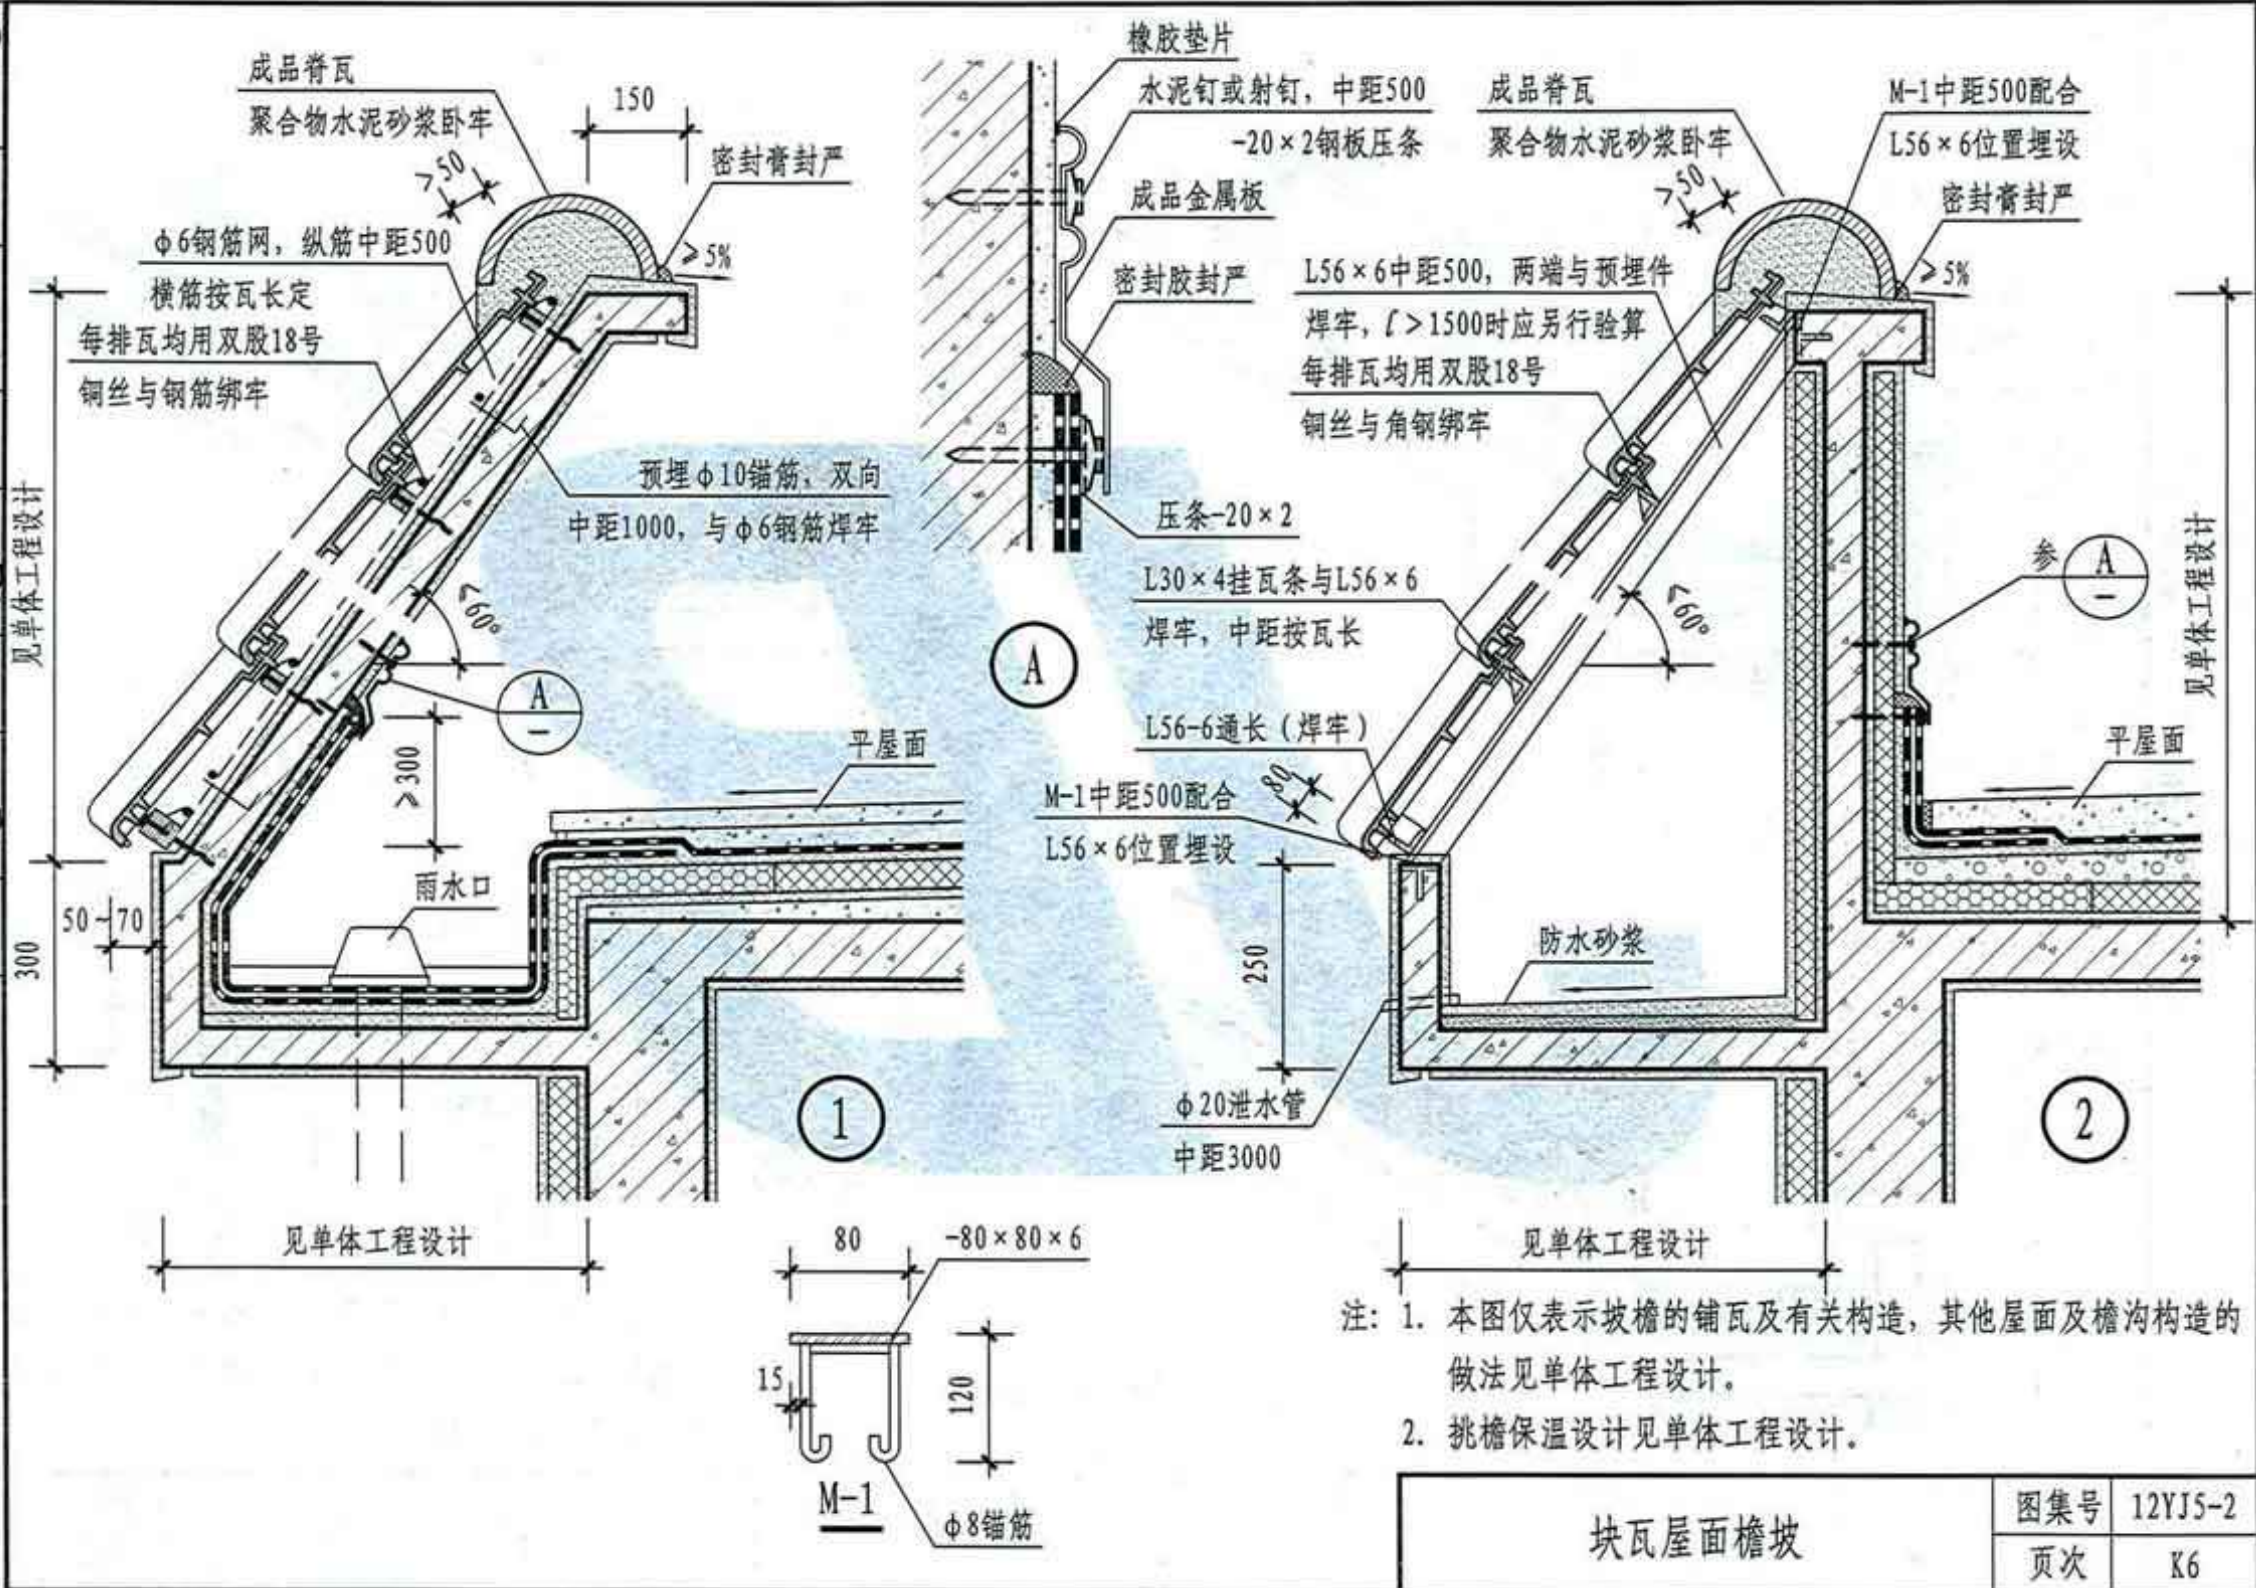 成品脊瓦
聚合物水泥砂浆卧牢
150
>50
密封膏封严
≥5%
ϕ6钢筋网，纵筋中距500
横筋按瓦长定
每排瓦均用双股18号
铜丝与钢筋绑牢
预埋ϕ10锚筋，双向
中距1000，与ϕ6钢筋焊牢
见单体工程设计
≤60°
A
—
>300
平屋面
雨水口
50~70
300
见单体工程设计
1
橡胶垫片
水泥钉或射钉，中距500
-20×2钢板压条
成品金属板
密封胶封严
压条-20×2
A
成品脊瓦
聚合物水泥砂浆卧牢
>50
M-1中距500配合
L56×6位置埋设
密封膏封严
≥5%
L56×6中距500，两端与预埋件
焊牢，ℓ>1500时应另行验算
每排瓦均用双股18号
铜丝与角钢绑牢
L30×4挂瓦条与L56×6
焊牢，中距按瓦长
L56-6通长（焊牢）
80
M-1中距500配合
L56×6位置埋设
≤60°
参
A
—
见单体工程设计
平屋面
防水砂浆
250
ϕ20泄水管
中距3000
2
见单体工程设计
80
-80×80×6
15
120
M-1
ϕ8锚筋
注：1. 本图仅表示坡檐的铺瓦及有关构造，其他屋面及檐沟构造的
做法见单体工程设计。
2. 挑檐保温设计见单体工程设计。
块瓦屋面檐坡
图集号
12YJ5-2
页次
K6